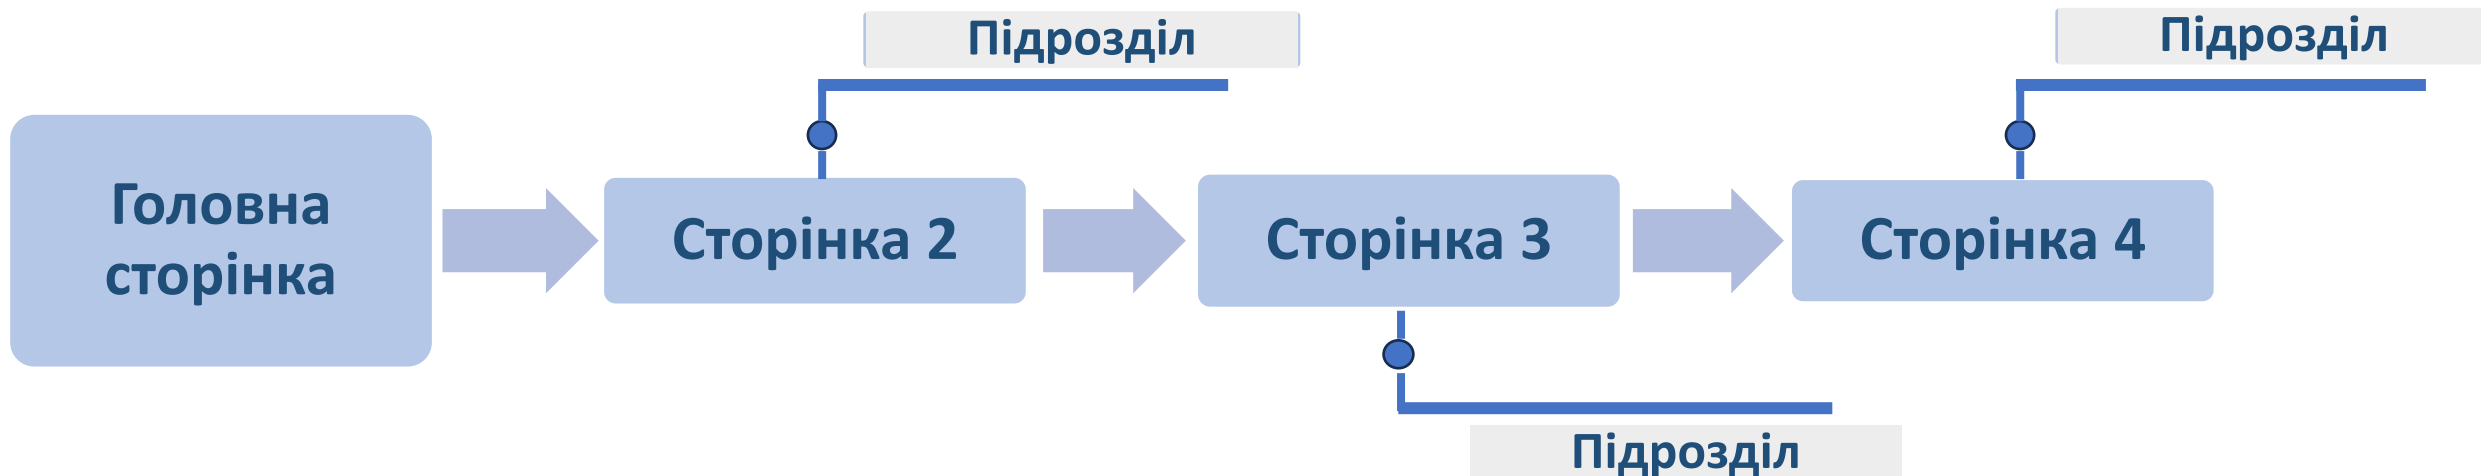 Підрозділ
Підрозділ
Головна
сторінка
Сторінка 2
Сторінка 3
Сторінка 4
Підрозділ